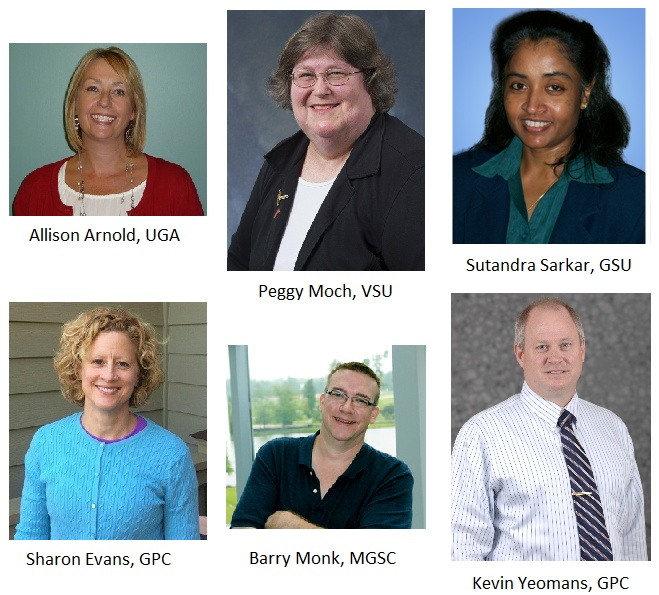 Allison Arnold, UGA
Peggy Moch, VSU
Sutandra Sarkar, GSU
Sharon Evans, GPC
Barry Monk, MGSC
Kevin Yeomans, GPC